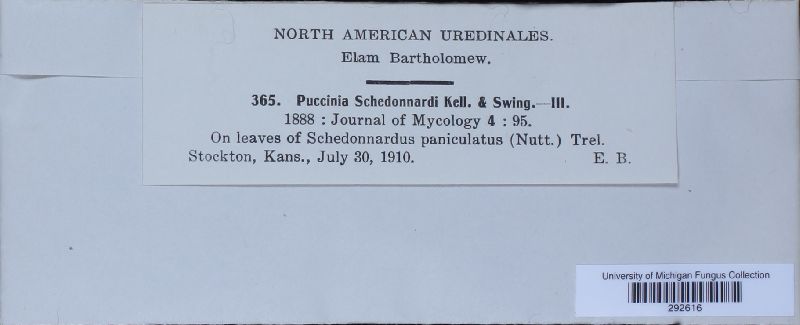 NORTH AMERICAN UREDINALES.
Elam Bartholomew.
365. Puccinia Schedonnardi Kell. & Swing.—III.
1888 : Journal of Mycology 4 : 95.
On leaves of Schedonnardus paniculatus (Nutt.) Trel.
Stockton, Kans., July 30, 1910. E. B.
University of Michigan Fungus Collection
292616